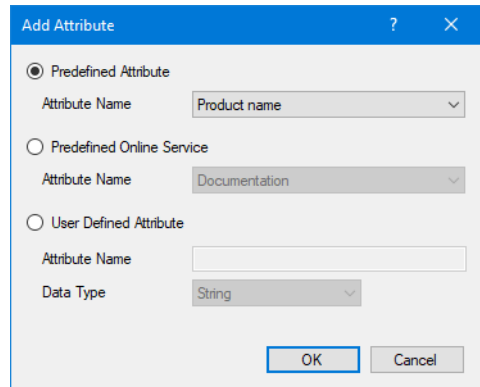 Add Attribute ?
Predefined Attribute
Attribute Name Product name
Predefined Online Service
Attribute Name Documentation
User Defined Attribute
Attribute Name
Data Type String
OK Cancel